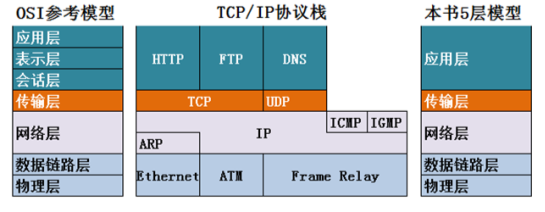 OSI参考模型 TCP/IP协议栈 本书5层模型
应用层
表示层 HTTP FTP DNS 应用层
会话层
传输层 TCP UDP 传输层
ICMP IGMP
网络层 IP 网络层
ARP
数据链路层 数据链路层
Ethernet ATM Frame Relay
物理层 物理层